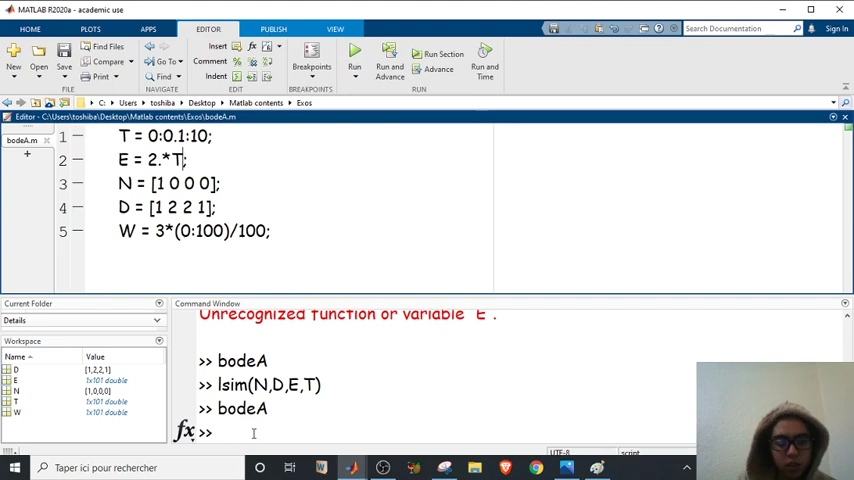 MATLAB R2020a - academic use
HOME PLOTS APPS EDITOR PUBLISH VIEW
Search Documentation Sign In
New Open Save Find Files Compare Print Go To Find Insert Comment Indent Breakpoints Run Run and Advance Run Section Advance Run and Time
FILE NAVIGATE EDIT BREAKPOINTS RUN
C: Users toshiba Desktop Matlab contents Exos
Editor - C:\Users\toshiba\Desktop\Matlab contents\Exos\bodeA.m
bodeA.m
1 T = 0:0.1:10;
2 E = 2.*T;
3 N = [1 0 0 0];
4 D = [1 2 2 1];
5 W = 3*(0:100)/100;
Current Folder
Details
Workspace
Name Value
D [1,2,2,1]
E 1x101 double
N [1,0,0,0]
T 1x101 double
W 1x101 double
Command Window
Unrecognized function or variable 'E'.
>> bodeA
>> lsim(N,D,E,T)
>> bodeA
fx >>
UTF-8 script
Taper ici pour rechercher